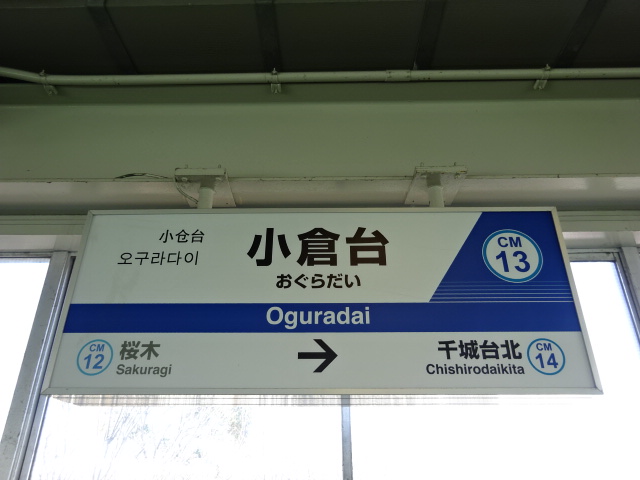 小仓台
오구라다이
小倉台
おぐらだい
CM
13
Oguradai
CM
12
桜木
Sakuragi
千城台北
Chishirodaikita
CM
14